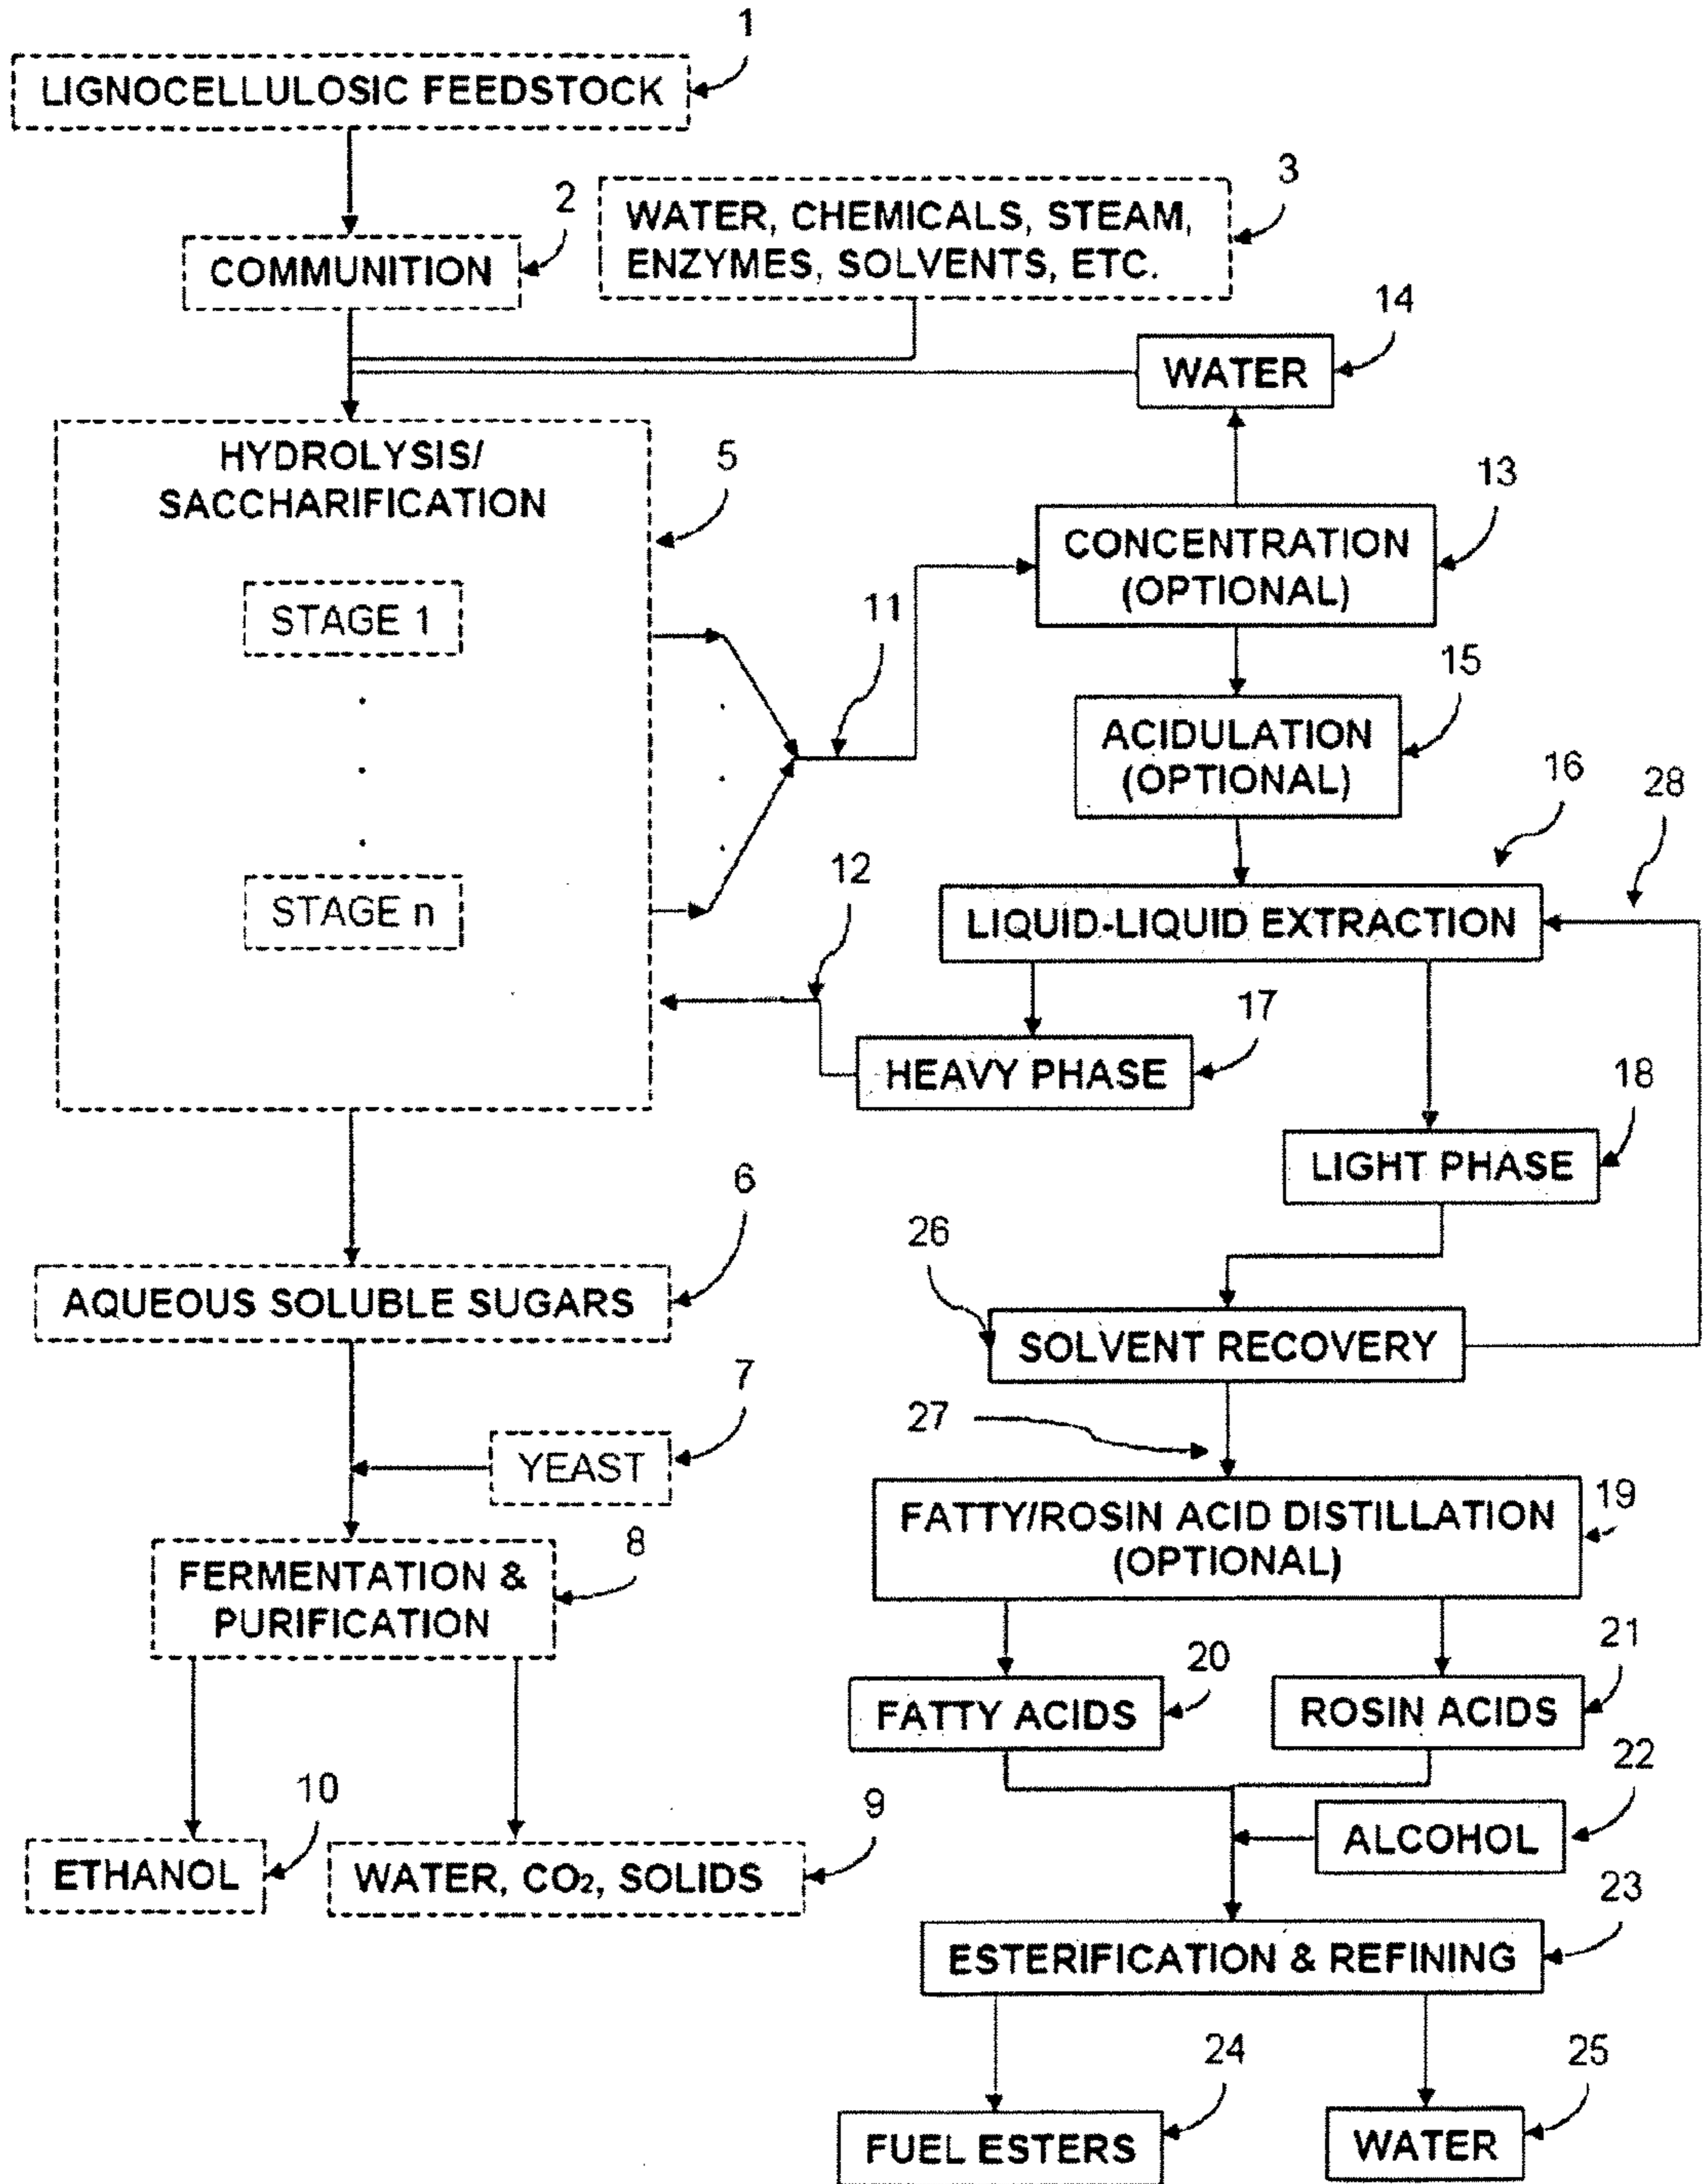 1
LIGNOCELLULOSIC FEEDSTOCK
2
COMMUNITION
3
WATER, CHEMICALS, STEAM,
ENZYMES, SOLVENTS, ETC.
14
WATER
HYDROLYSIS/
SACCHARIFICATION
5
STAGE 1
STAGE n
11
13
CONCENTRATION
(OPTIONAL)
15
ACIDULATION
(OPTIONAL)
16
28
12
LIQUID-LIQUID EXTRACTION
17
HEAVY PHASE
18
LIGHT PHASE
6
AQUEOUS SOLUBLE SUGARS
26
SOLVENT RECOVERY
7
YEAST
27
FATTY/ROSIN ACID DISTILLATION
(OPTIONAL)
19
8
FERMENTATION &
PURIFICATION
20
FATTY ACIDS
21
ROSIN ACIDS
22
ALCOHOL
10
ETHANOL
9
WATER, CO₂, SOLIDS
23
ESTERIFICATION & REFINING
24
FUEL ESTERS
25
WATER